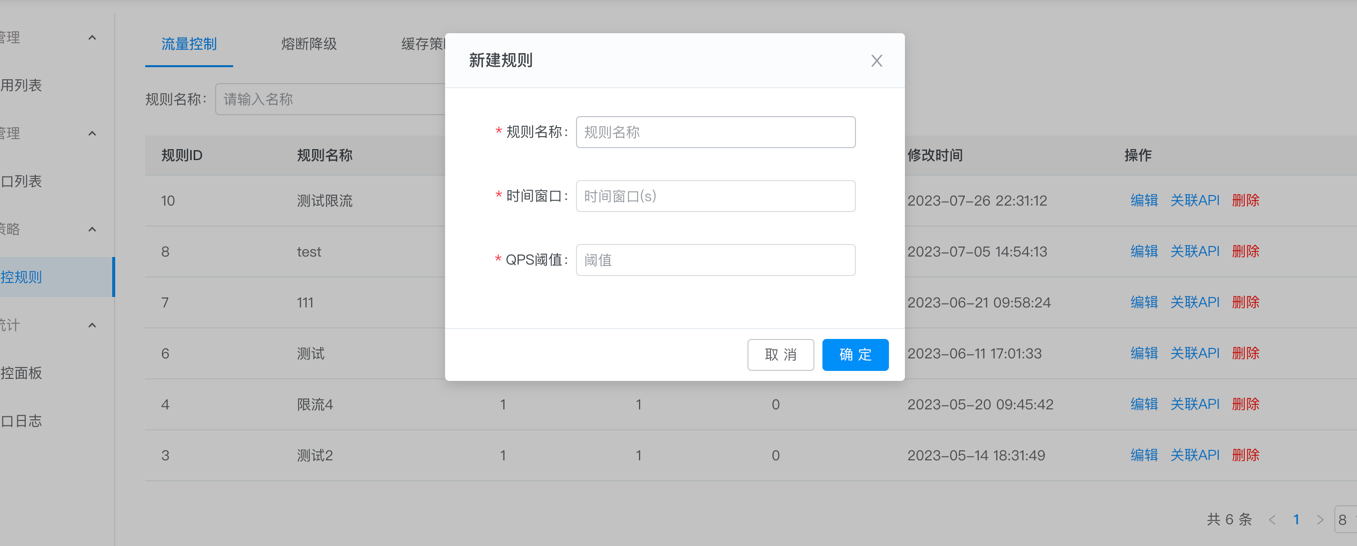 管理
用列表
管理
口列表
策略
控规则
统计
控面板
口日志
流量控制 熔断降级 缓存策
规则名称: 请输入名称
规则ID 规则名称 修改时间 操作
10 测试限流 2023-07-26 22:31:12 编辑 关联API 删除
8 test 2023-07-05 14:54:13 编辑 关联API 删除
7 111 2023-06-21 09:58:24 编辑 关联API 删除
6 测试 2023-06-11 17:01:33 编辑 关联API 删除
4 限流4 1 1 0 2023-05-20 09:45:42 编辑 关联API 删除
3 测试2 1 1 0 2023-05-14 18:31:49 编辑 关联API 删除
共 6 条 < 1 > 8
新建规则
* 规则名称: 规则名称
* 时间窗口: 时间窗口(s)
* QPS阈值: 阈值
取 消 确 定